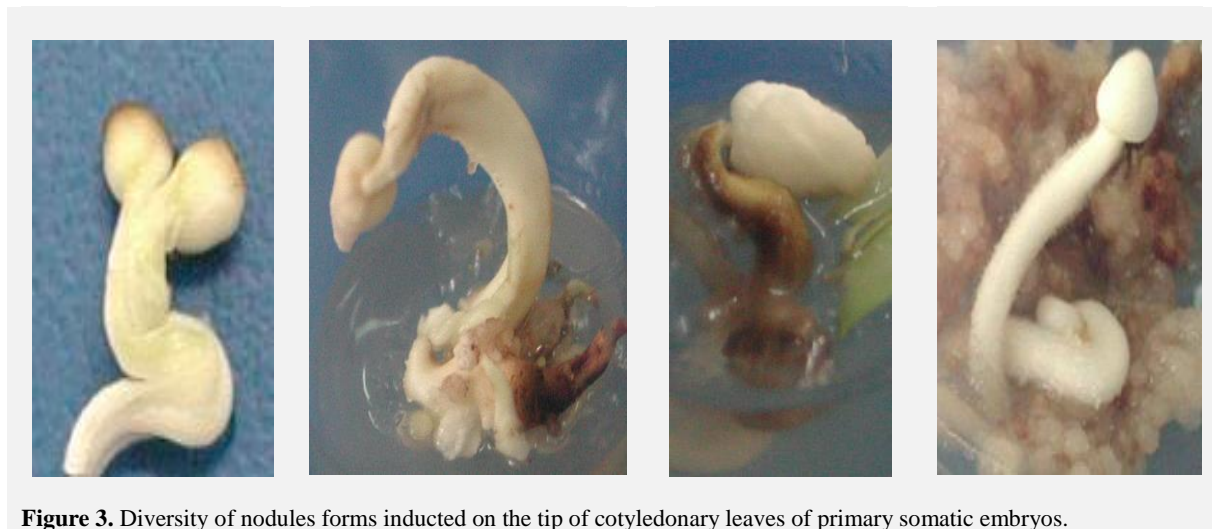 Figure 3. Diversity of nodules forms inducted on the tip of cotyledonary leaves of primary somatic embryos.